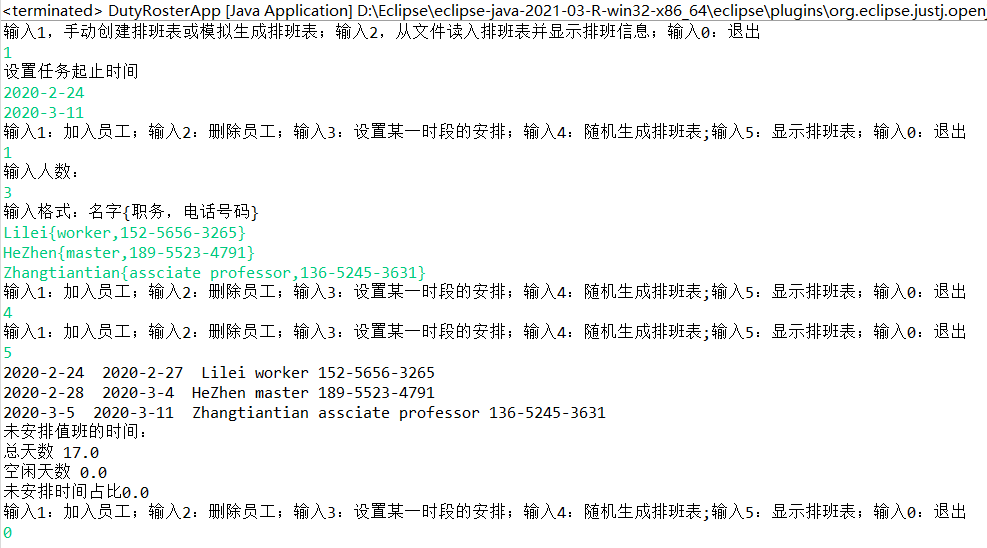 <terminated> DutyRosterApp [Java Application] D:\Eclipse\eclipse-java-2021-03-R-win32-x86_64\eclipse\plugins\org.eclipse.justj.open
输入1，手动创建排班表或模拟生成排班表；输入2，从文件读入排班表并显示排班信息；输入0：退出
1
设置任务起止时间
2020-2-24
2020-3-11
输入1：加入员工；输入2：删除员工；输入3：设置某一时段的安排；输入4：随机生成排班表;输入5：显示排班表；输入0：退出
1
输入人数：
3
输入格式：名字{职务，电话号码}
Lilei{worker,152-5656-3265}
HeZhen{master,189-5523-4791}
Zhangtiantian{assciate professor,136-5245-3631}
输入1：加入员工；输入2：删除员工；输入3：设置某一时段的安排；输入4：随机生成排班表;输入5：显示排班表；输入0：退出
4
输入1：加入员工；输入2：删除员工；输入3：设置某一时段的安排；输入4：随机生成排班表;输入5：显示排班表；输入0：退出
5
2020-2-24  2020-2-27  Lilei worker 152-5656-3265
2020-2-28  2020-3-4  HeZhen master 189-5523-4791
2020-3-5  2020-3-11  Zhangtiantian assciate professor 136-5245-3631
未安排值班的时间：
总天数 17.0
空闲天数 0.0
未安排时间占比0.0
输入1：加入员工；输入2：删除员工；输入3：设置某一时段的安排；输入4：随机生成排班表;输入5：显示排班表；输入0：退出
0